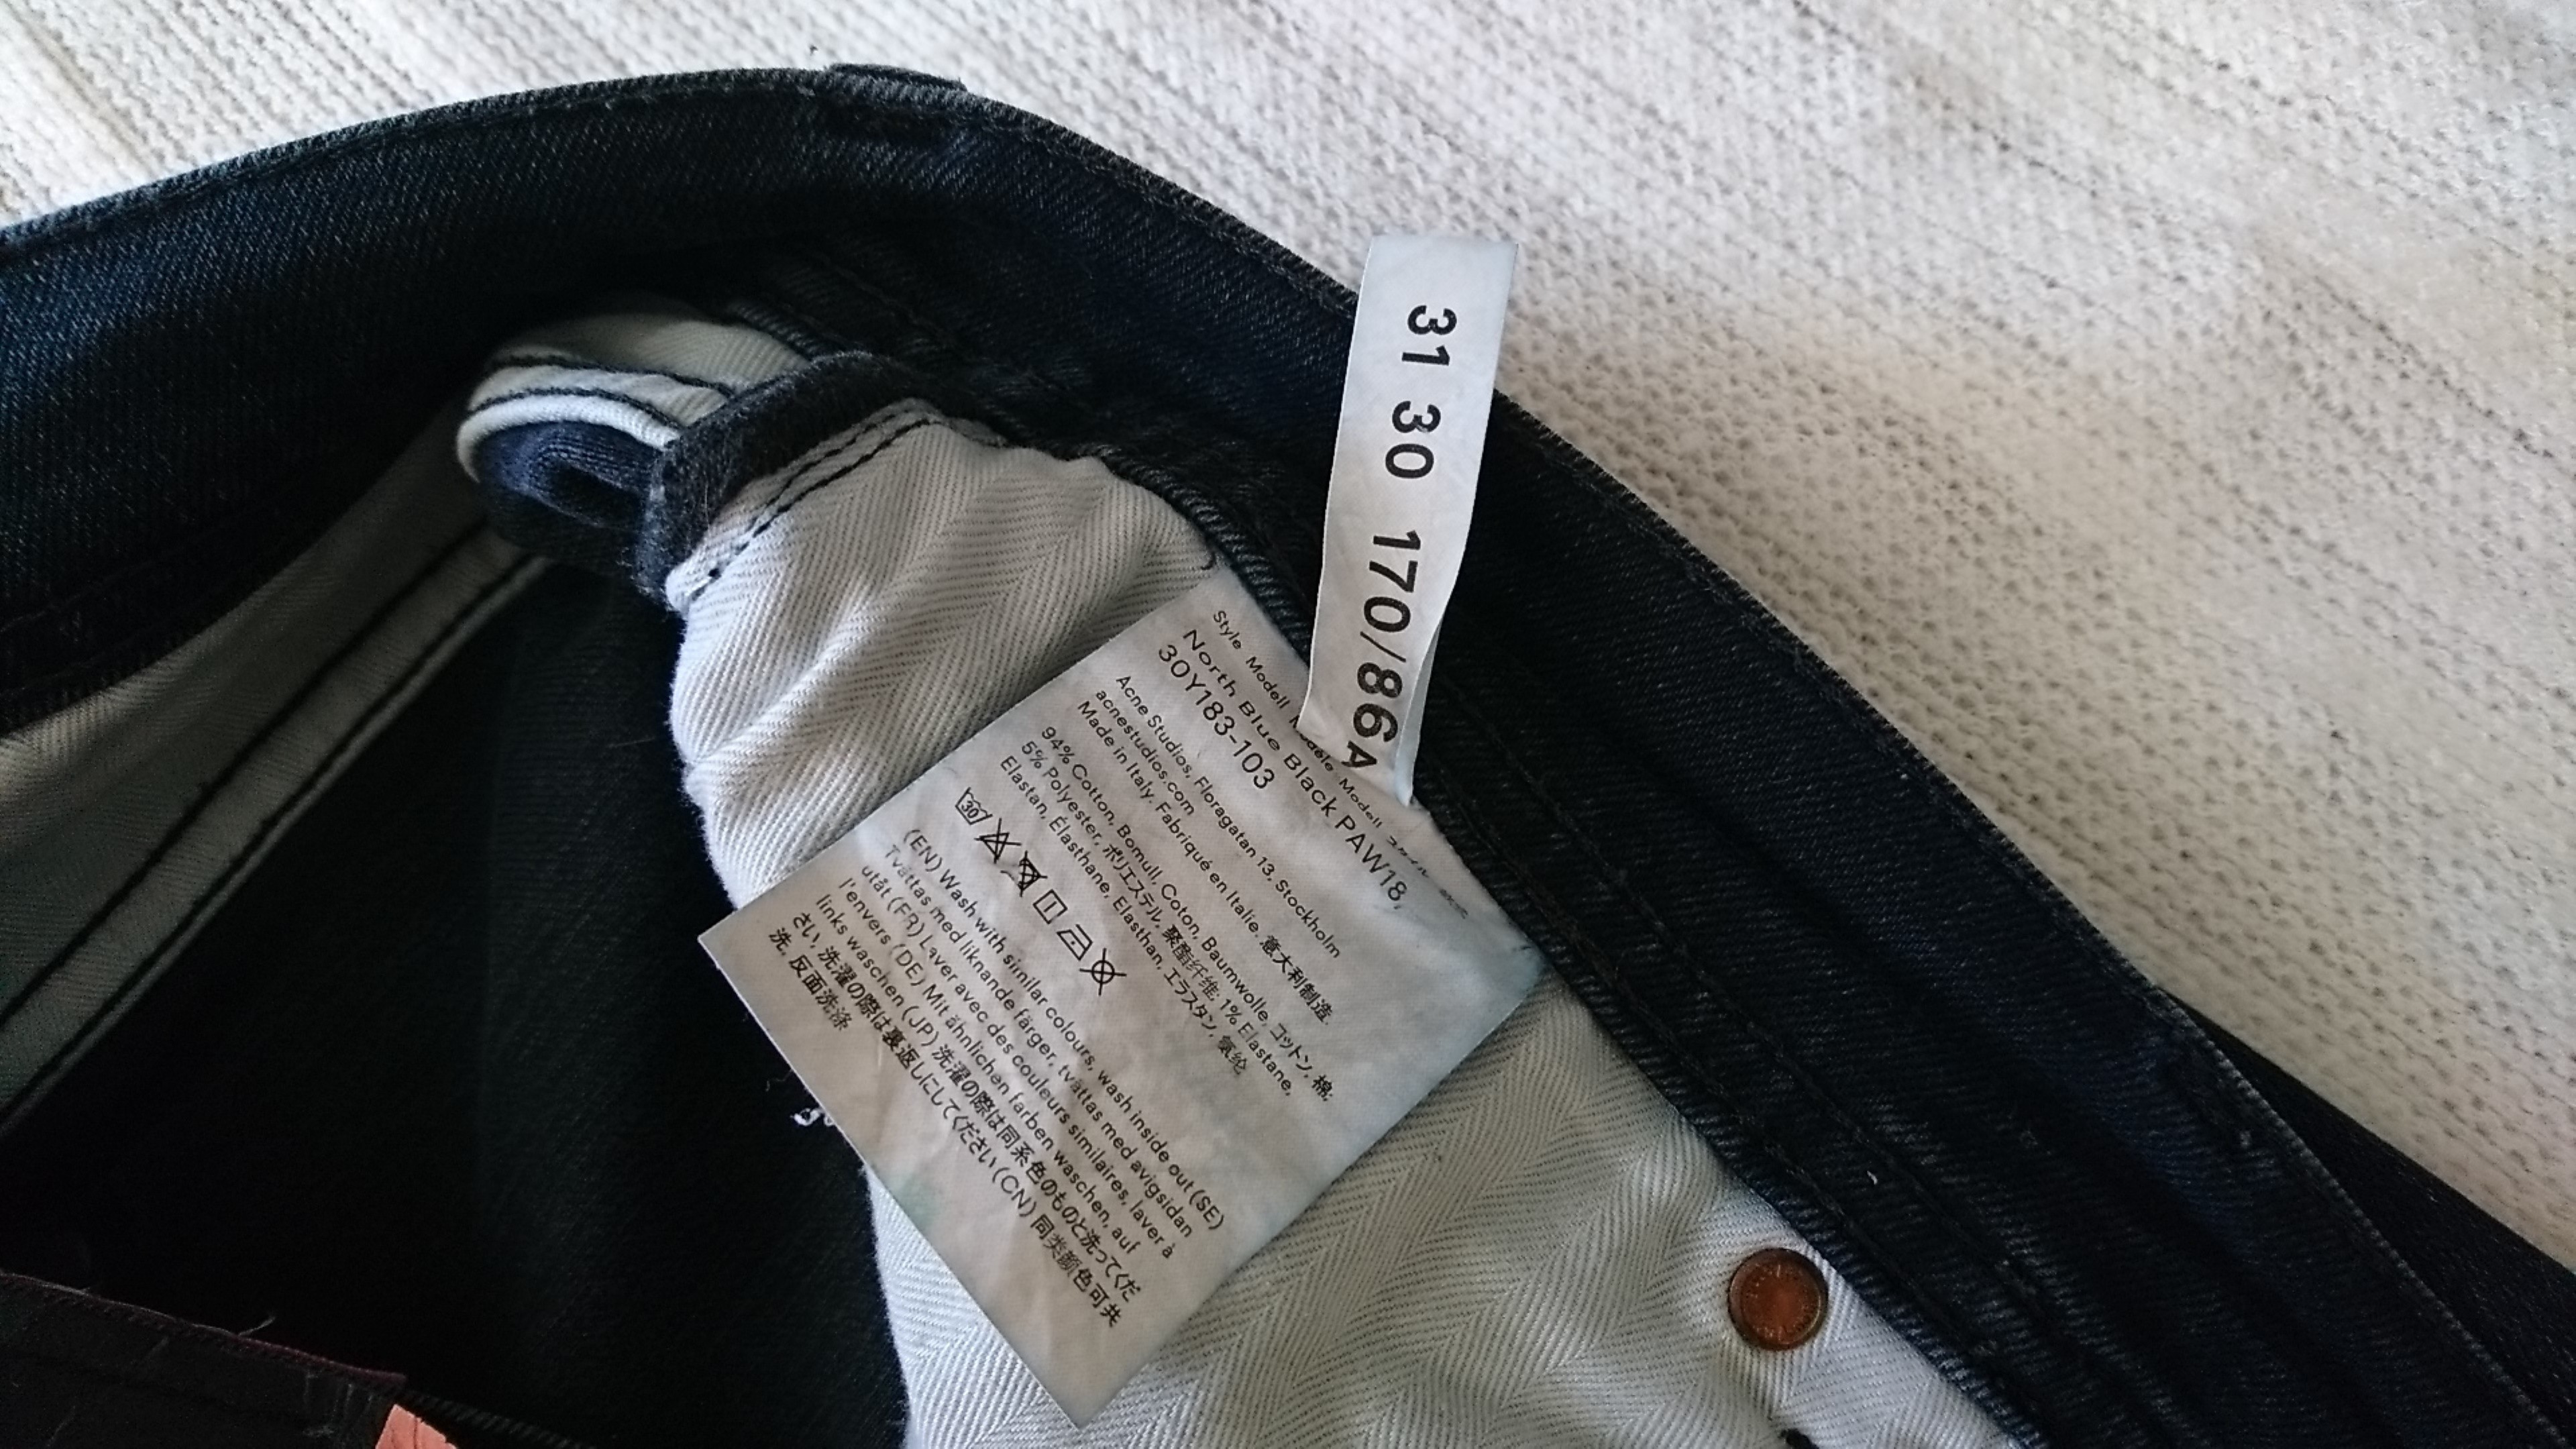 31 30 170/86A
Style Modell Modèle Modell スタイル
North Blue Black PAW18,
30Y183-103
Acne Studios, Floragatan 13, Stockholm
acnestudios.com
Made in Italy. Fabriqué en Italie. 意大利制造.
94% Cotton, Bomull, Coton, Baumwolle, コットン, 棉,
5% Polyester, ポリエステル, 聚酯纤维, 1% Elastane,
Elastan, Élasthane, Elasthan, エラスタン, 氨纶
30
(EN) Wash with similar colours, wash inside out (SE)
Tvättas med liknande färger, tvättas med avigsidan
utåt (FR) Laver avec des couleurs similaires, laver à
l'envers (DE) Mit ähnlichen farben waschen, auf
links waschen (JP) 洗濯の際は同系色のものと洗ってくだ
さい, 洗濯の際は裏返しにしてください (CN) 同类颜色可共
洗, 反面洗涤